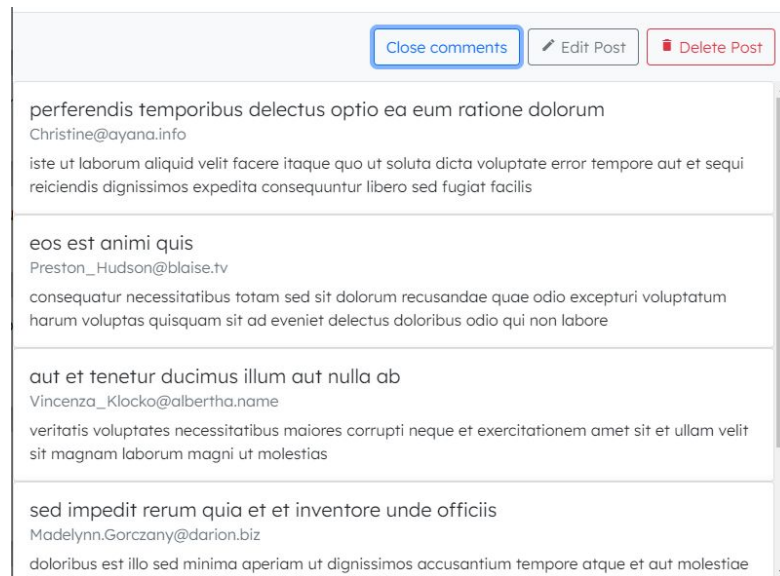 Close comments Edit Post Delete Post
perferendis temporibus delectus optio ea eum ratione dolorum
Christine@ayana.info
iste ut laborum aliquid velit facere itaque quo ut soluta dicta voluptate error tempore aut et sequi
reiciendis dignissimos expedita consequuntur libero sed fugiat facilis
eos est animi quis
Preston_Hudson@blaise.tv
consequatur necessitatibus totam sed sit dolorum recusandae quae odio excepturi voluptatum
harum voluptas quisquam sit ad eveniet delectus doloribus odio qui non labore
aut et tenetur ducimus illum aut nulla ab
Vincenza_Klocko@albertha.name
veritatis voluptates necessitatibus maiores corrupti neque et exercitationem amet sit et ullam velit
sit magnam laborum magni ut molestias
sed impedit rerum quia et et inventore unde officiis
Madelynn.Gorczany@darion.biz
doloribus est illo sed minima aperiam ut dignissimos accusantium tempore atque et aut molestiae